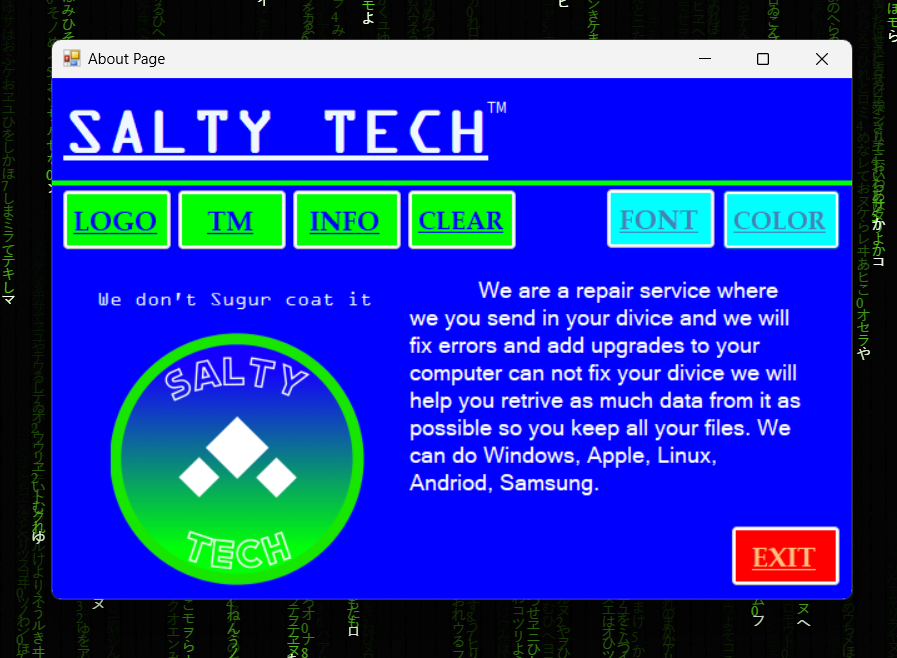 About Page
SALTY TECH™
LOGO TM INFO CLEAR FONT COLOR
We don't Sugur coat it
SALTY
TECH
We are a repair service where
we you send in your divice and we will
fix errors and add upgrades to your
computer can not fix your divice we will
help you retrive as much data from it as
possible so you keep all your files. We
can do Windows, Apple, Linux,
Andriod, Samsung.
EXIT